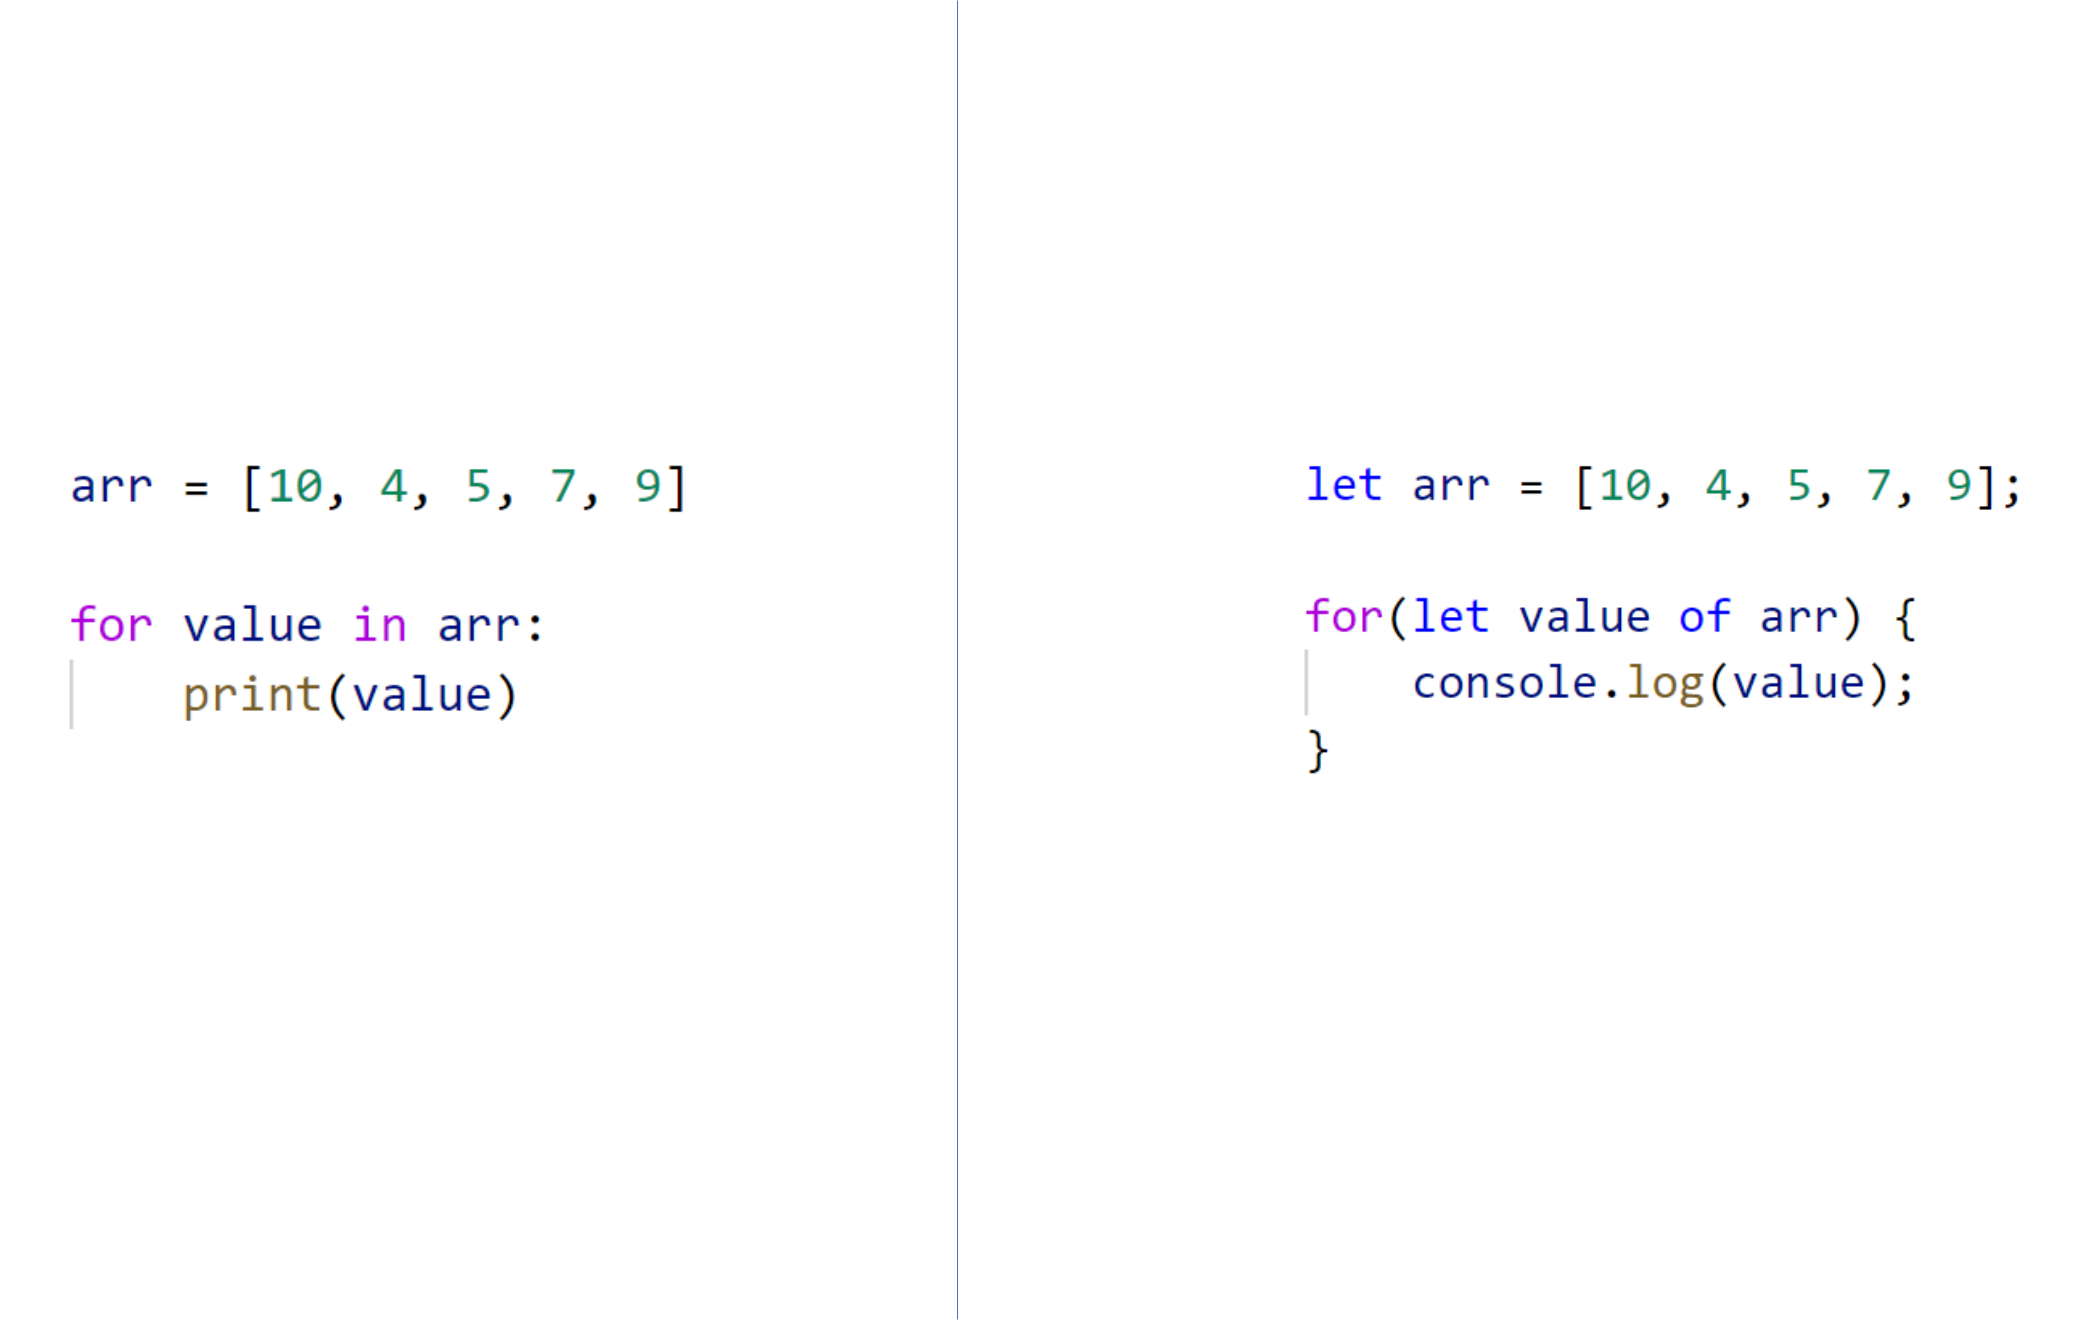 arr = [10, 4, 5, 7, 9]
for value in arr:
    print(value)
let arr = [10, 4, 5, 7, 9];
for(let value of arr) {
    console.log(value);
}